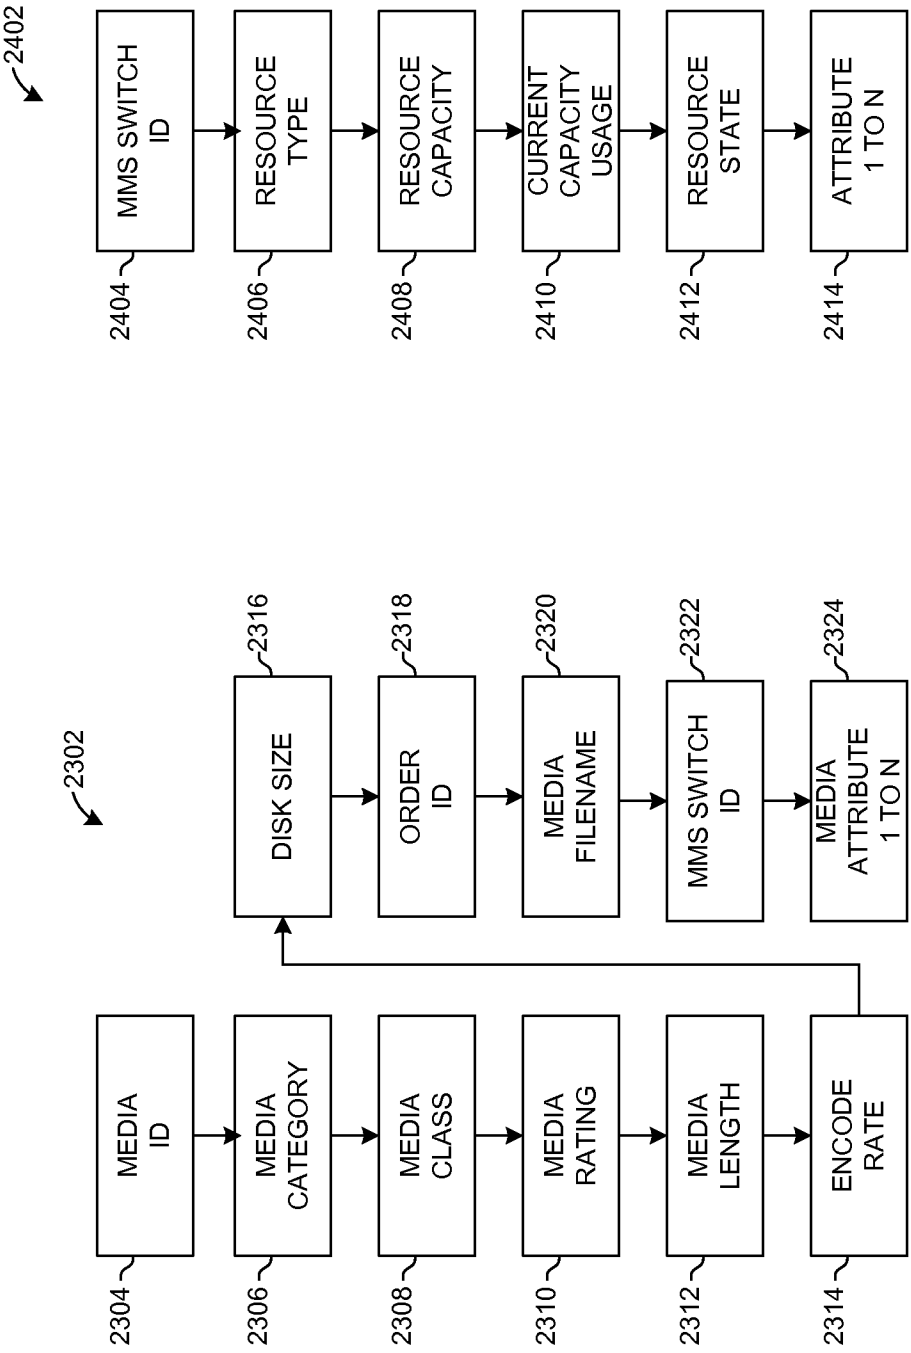 2302
MEDIA
ID
2304
MEDIA
CATEGORY
2306
MEDIA
CLASS
2308
MEDIA
RATING
2310
MEDIA
LENGTH
2312
ENCODE
RATE
2314
DISK SIZE
2316
ORDER
ID
2318
MEDIA
FILENAME
2320
MMS SWITCH
ID
2322
MEDIA
ATTRIBUTE
1 TO N
2324
2402
MMS SWITCH
ID
2404
RESOURCE
TYPE
2406
RESOURCE
CAPACITY
2408
CURRENT
CAPACITY
USAGE
2410
RESOURCE
STATE
2412
ATTRIBUTE
1 TO N
2414